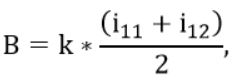 B = k * (i₁₁ + i₁₂) / 2,